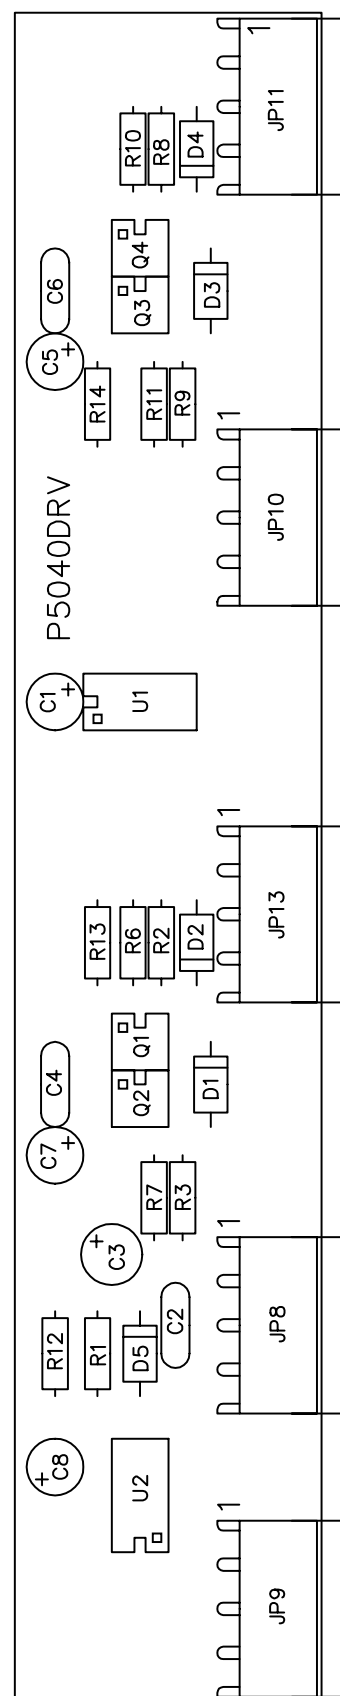 1
JP11
R10
R8
D4
Q4
Q3
C6
D3
C5
+
R14
R11
R9
1
JP10
P5040DRV
C1
+
U1
1
JP13
R13
R6
R2
D2
Q1
Q2
C4
D1
C7
+
R7
R3
1
C3
+
C2
JP8
R12
R1
D5
C8
+
U2
1
JP9